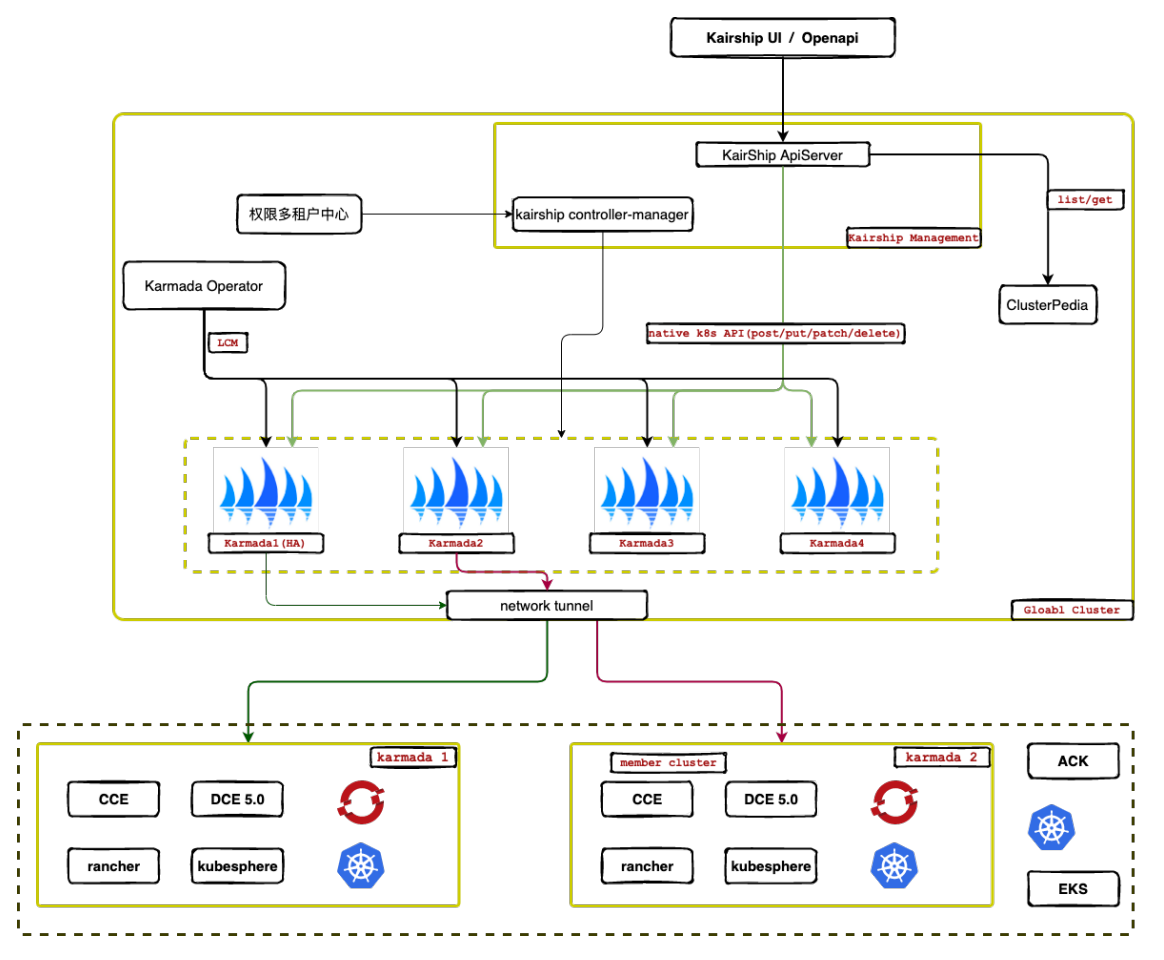 Kairship UI / Openapi
KairShip ApiServer
list/get
权限多租户中心
kairship controller-manager
Kairship Management
Karmada Operator
ClusterPedia
LCM
native k8s API(post/put/patch/delete)
Karmada1(HA)
Karmada2
Karmada3
Karmada4
network tunnel
Gloabl Cluster
karmada 1
CCE
DCE 5.0
rancher
kubesphere
member cluster
karmada 2
CCE
DCE 5.0
rancher
kubesphere
ACK
EKS